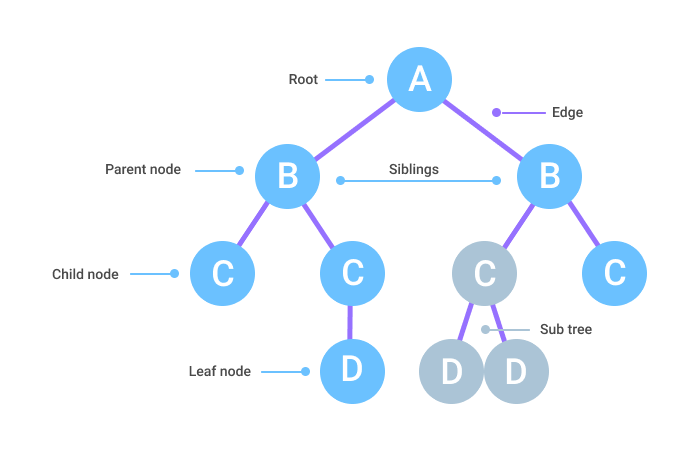 A
Root
Edge
Parent node
B
Siblings
B
Child node
C
C
C
C
Sub tree
Leaf node
D
D
D